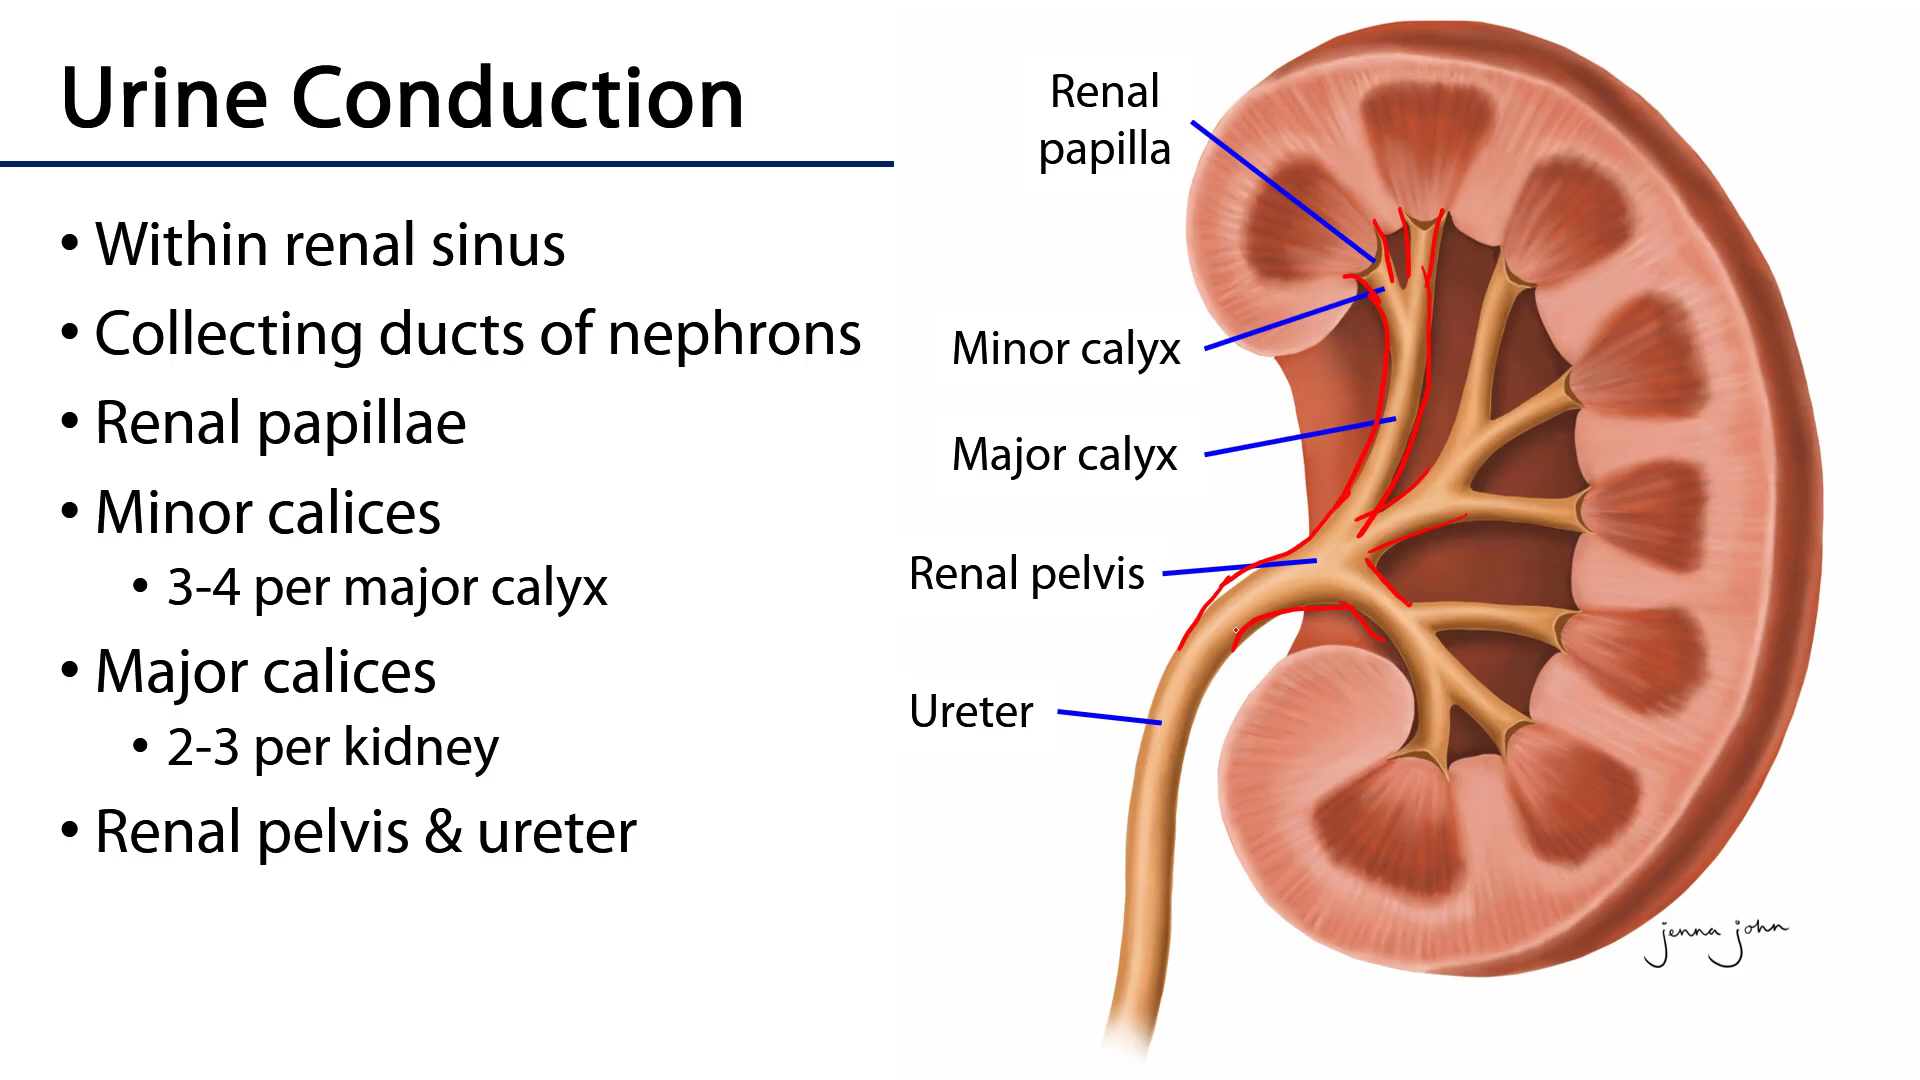 Urine Conduction
• Within renal sinus
• Collecting ducts of nephrons
• Renal papillae
• Minor calices
• 3-4 per major calyx
• Major calices
• 2-3 per kidney
• Renal pelvis & ureter
Renal
papilla
Minor calyx
Major calyx
Renal pelvis
Ureter
jenna john